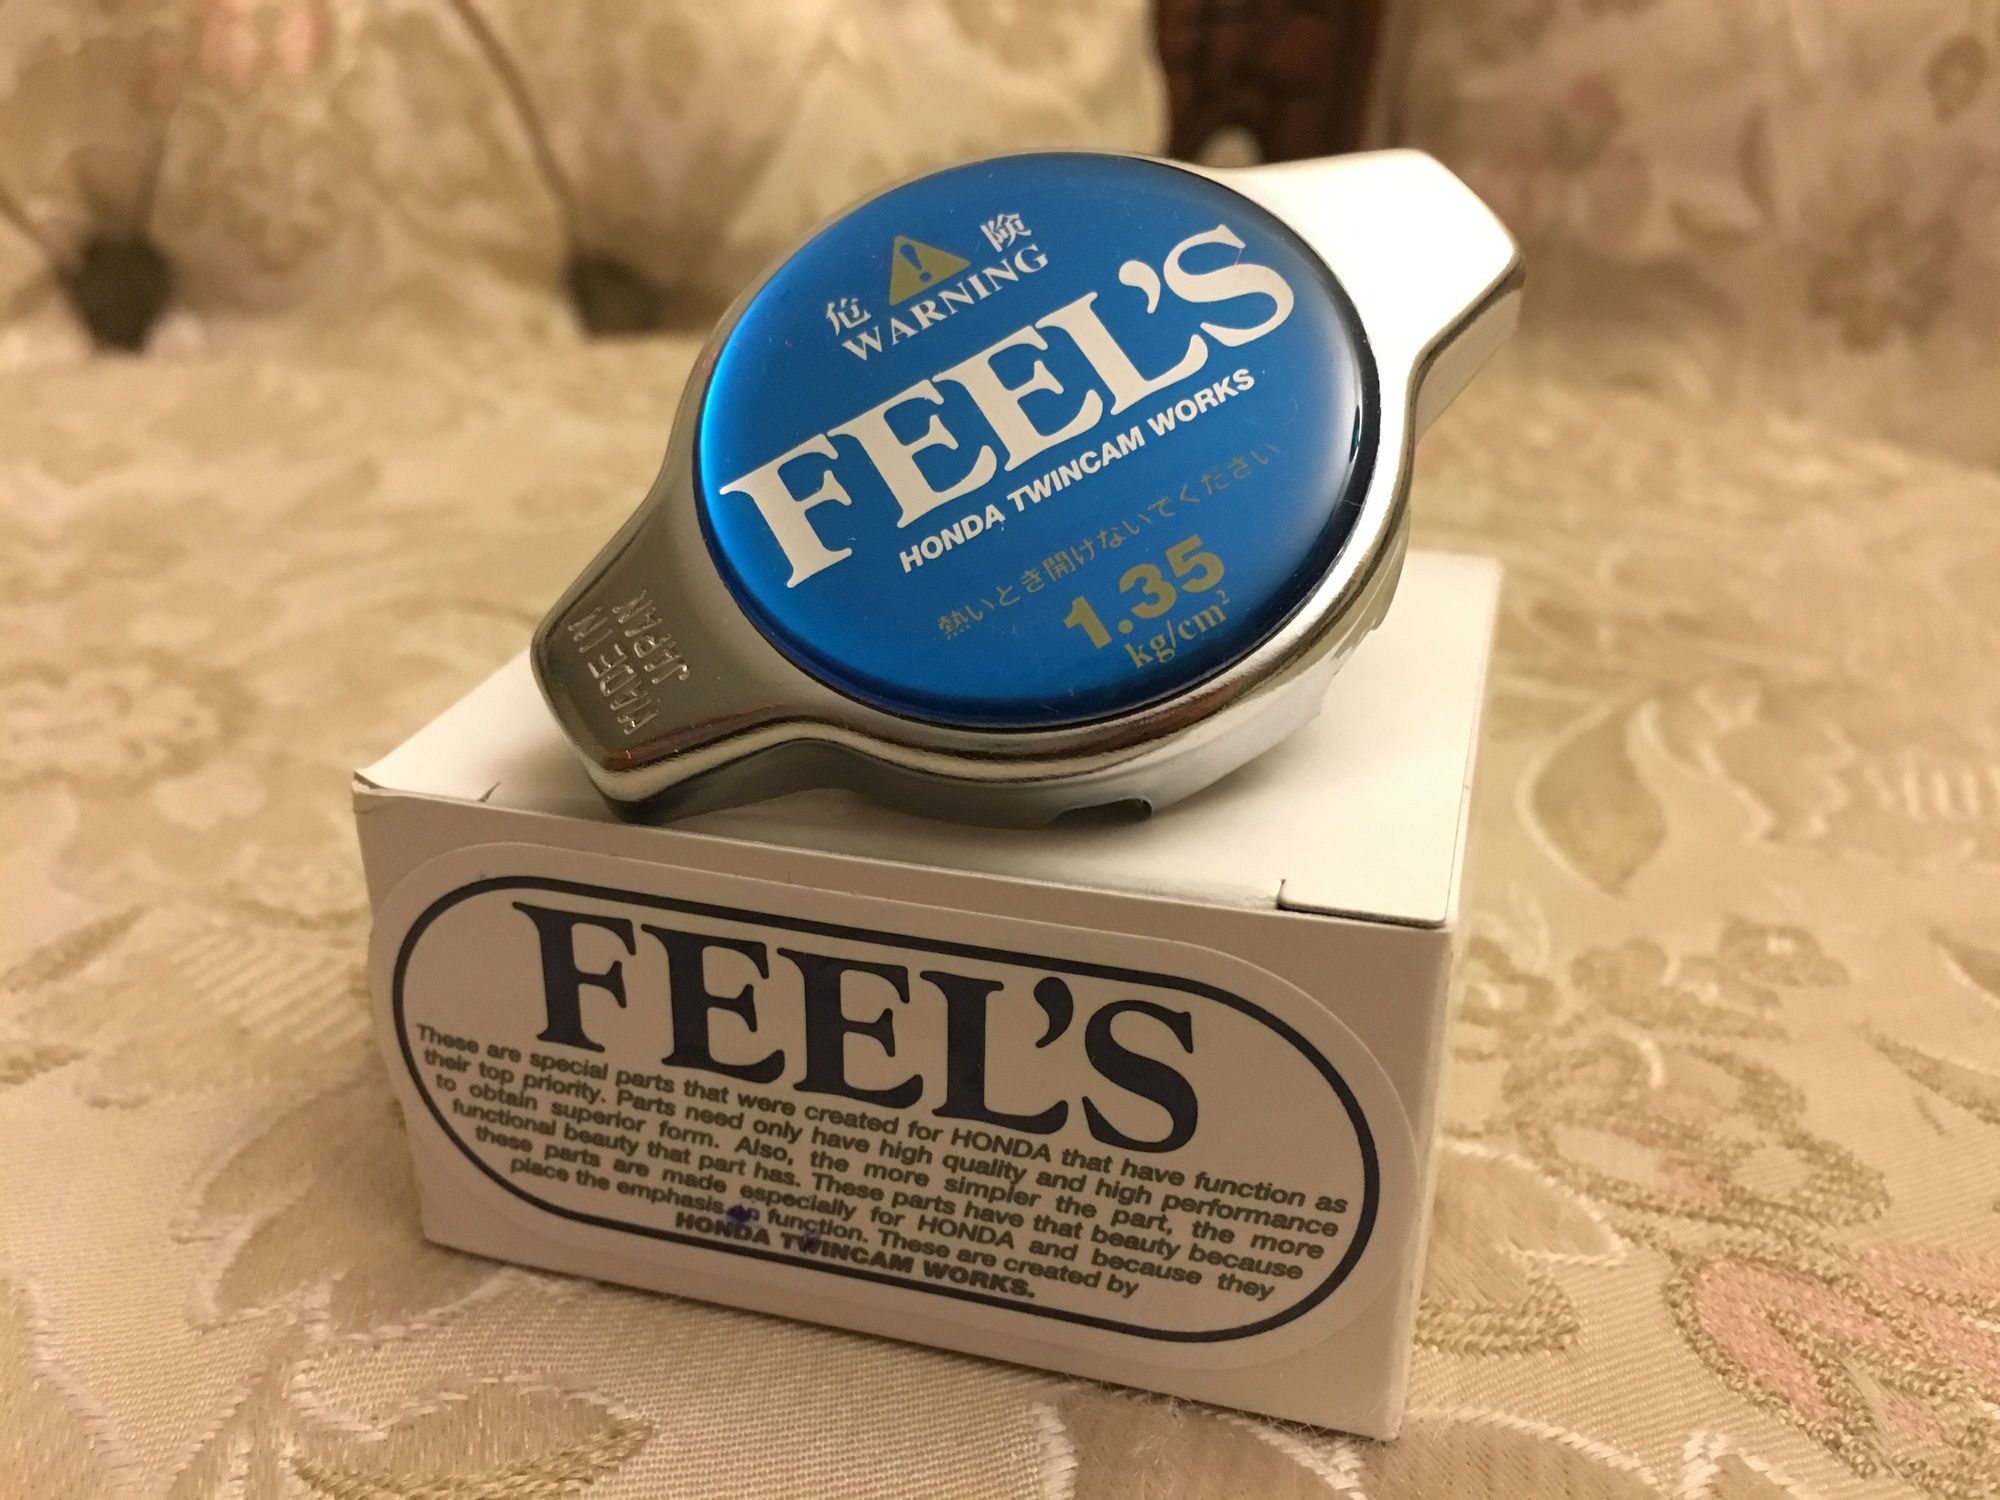 危 険
WARNING
FEEL'S
HONDA TWINCAM WORKS
熱いとき開けないでください
1.35
kg/cm²
MADE IN
JAPAN
FEEL'S
These are special parts that were created for HONDA that have function as
their top priority. Parts need only have high quality and high performance
to obtain superior form. Also, the more simpler the part, the more
functional beauty that part has. These parts have that beauty because
these parts are made especially for HONDA and because they
place the emphasis on function. These are created by
HONDA TWINCAM WORKS.